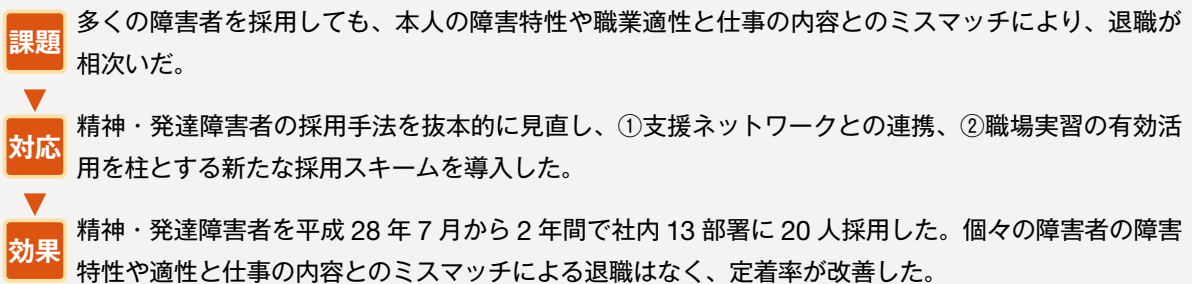 課題
多くの障害者を採用しても、本人の障害特性や職業適性と仕事の内容とのミスマッチにより、退職が
相次いだ。
対応
精神・発達障害者の採用手法を抜本的に見直し、①支援ネットワークとの連携、②職場実習の有効活
用を柱とする新たな採用スキームを導入した。
効果
精神・発達障害者を平成 28 年 7 月から 2 年間で社内 13 部署に 20 人採用した。個々の障害者の障害
特性や適性と仕事の内容とのミスマッチによる退職はなく、定着率が改善した。